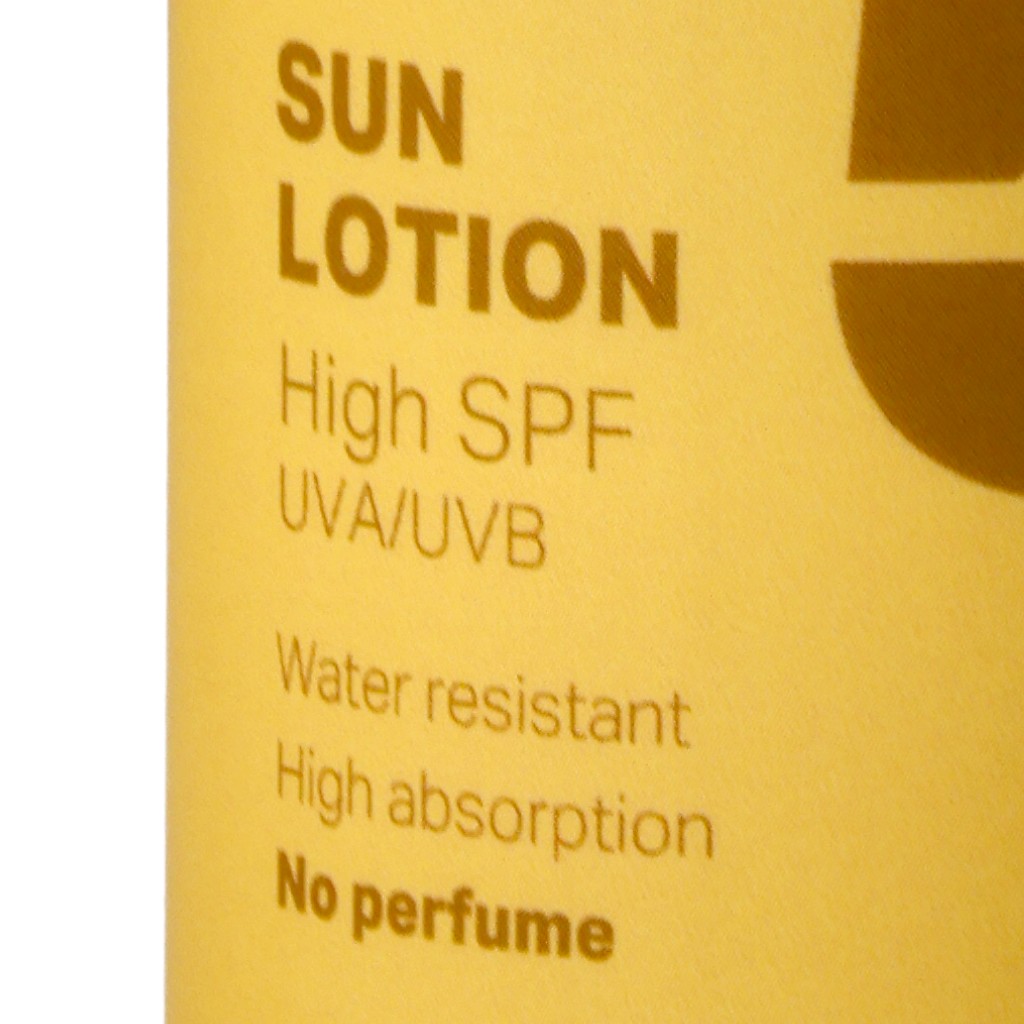 SUN
LOTION
High SPF
UVA/UVB
Water resistant
High absorption
No perfume